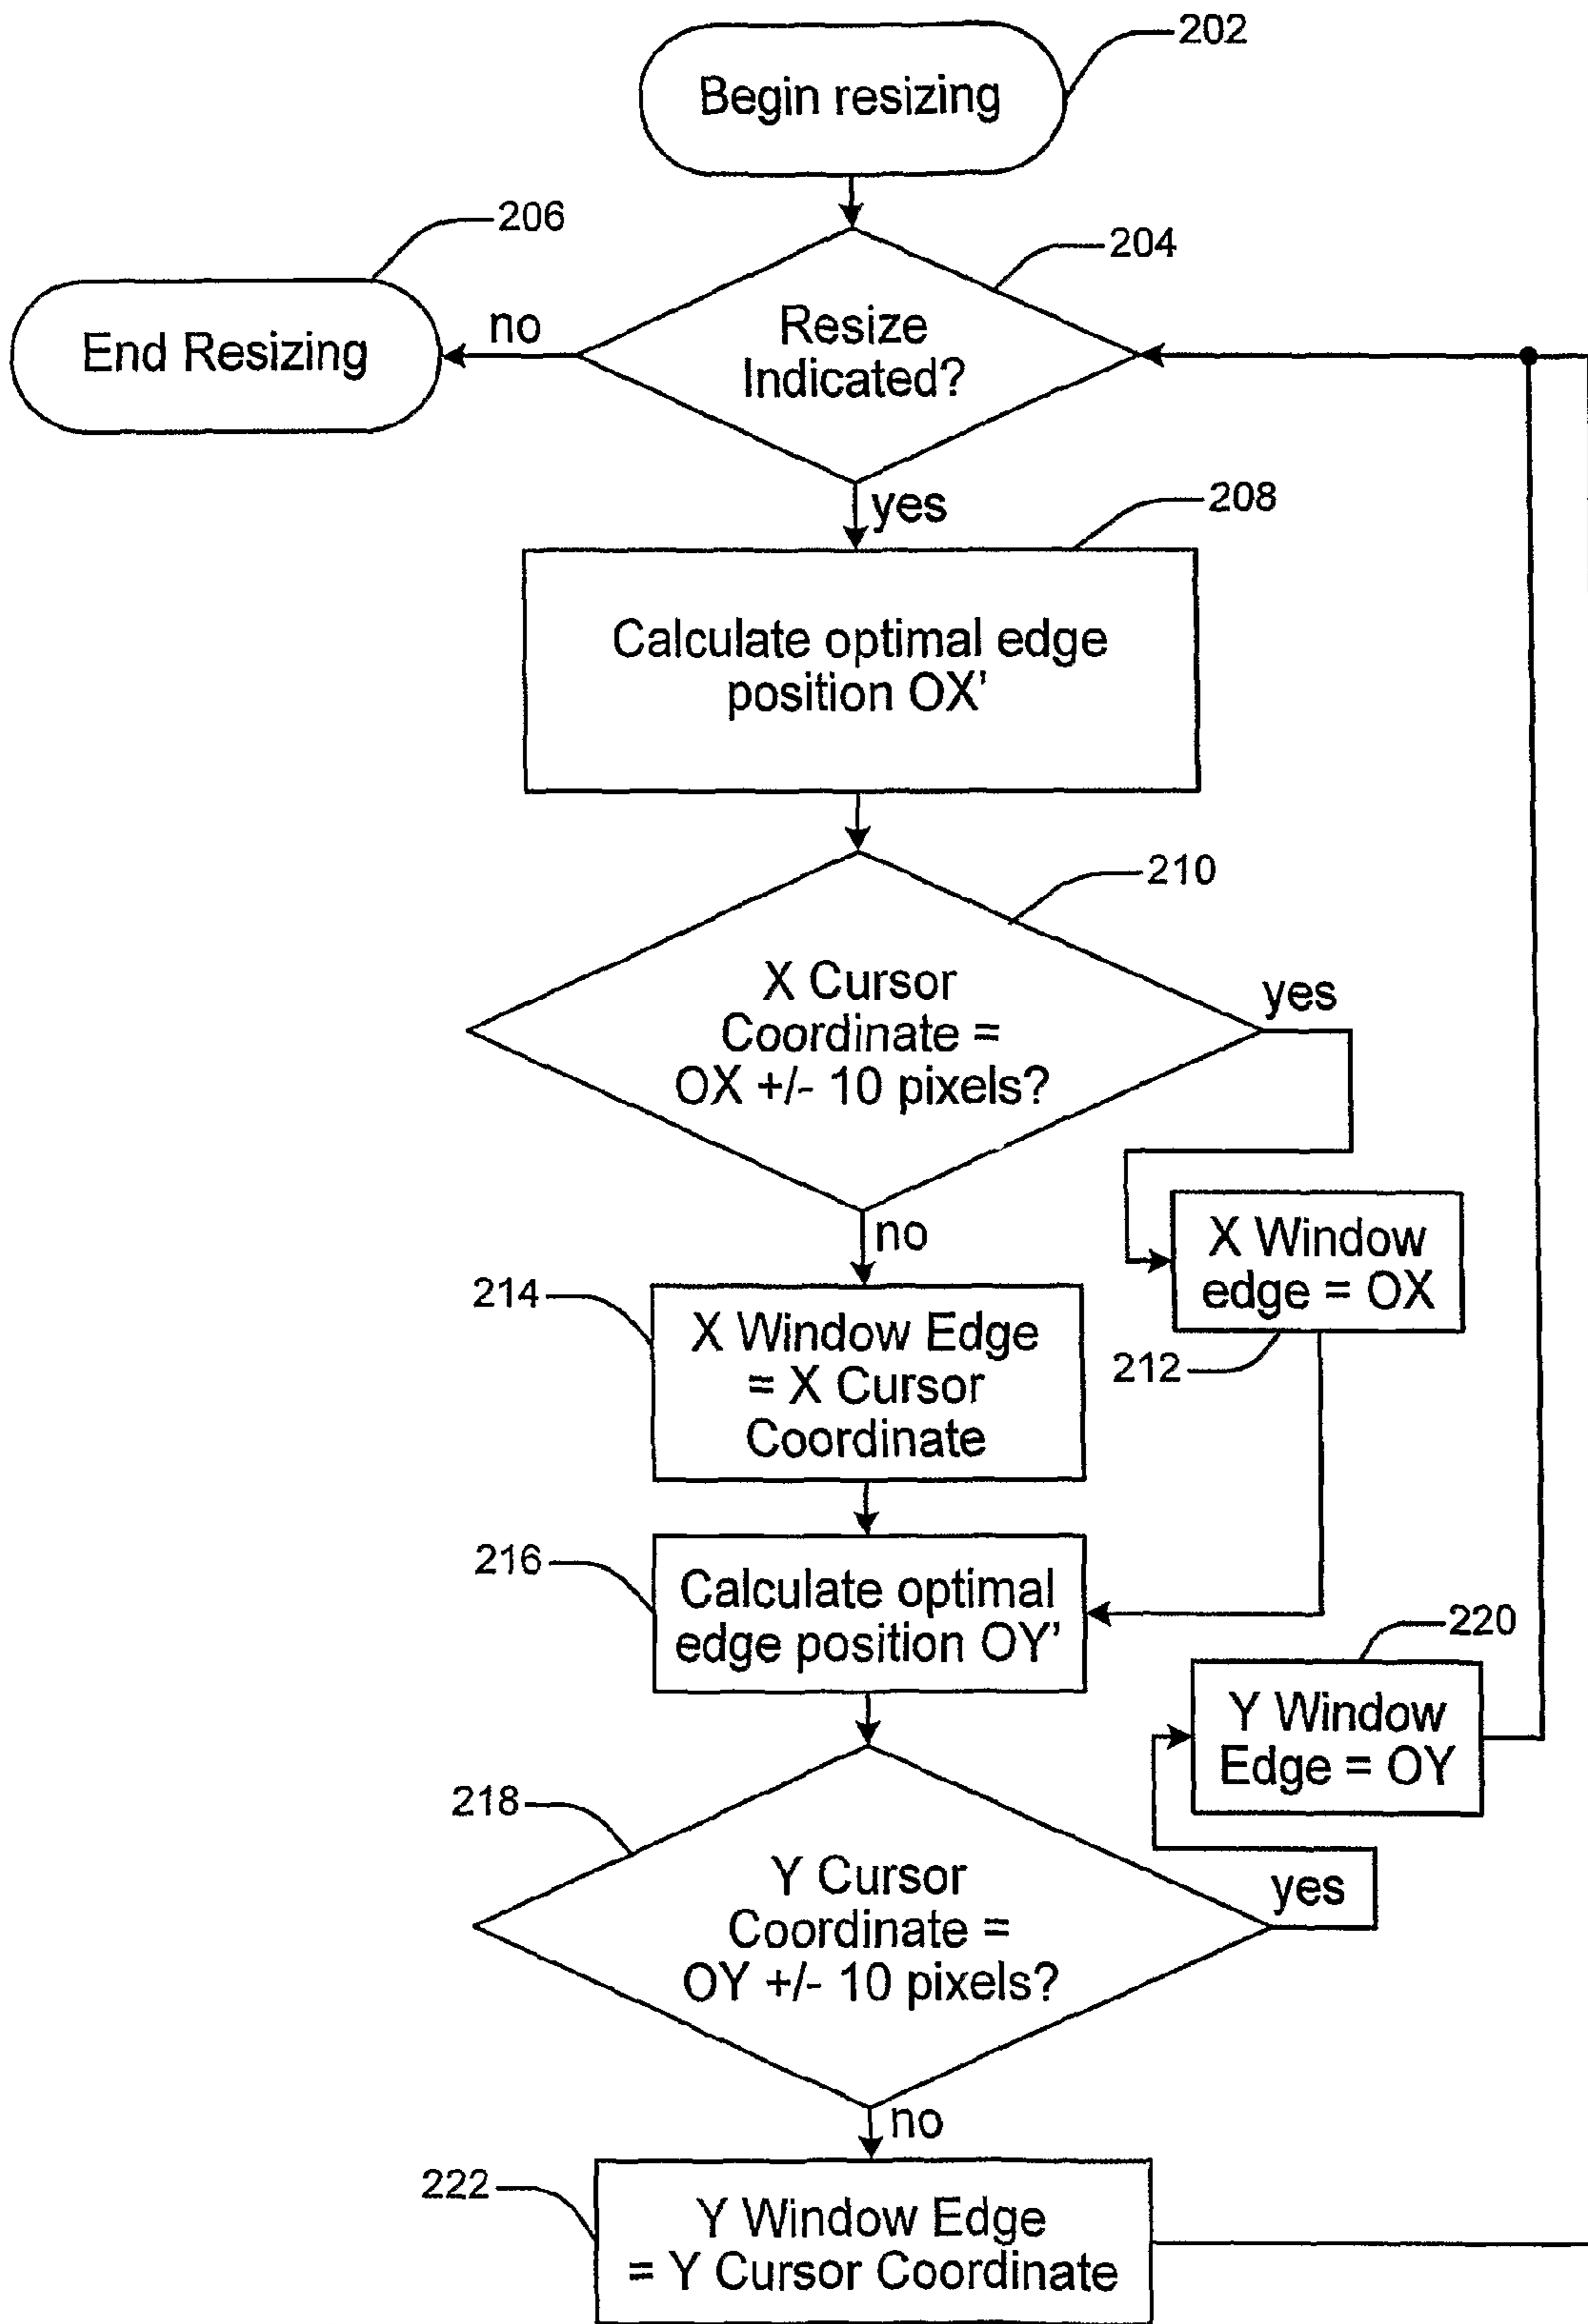 202
Begin resizing
206
204
End Resizing
no
Resize
Indicated?
yes
208
Calculate optimal edge
position OX'
210
X Cursor
Coordinate =
OX +/- 10 pixels?
yes
no
X Window
edge = OX
212
214
X Window Edge
= X Cursor
Coordinate
216
Calculate optimal
edge position OY'
220
Y Window
Edge = OY
218
Y Cursor
Coordinate =
OY +/- 10 pixels?
yes
no
222
Y Window Edge
= Y Cursor Coordinate